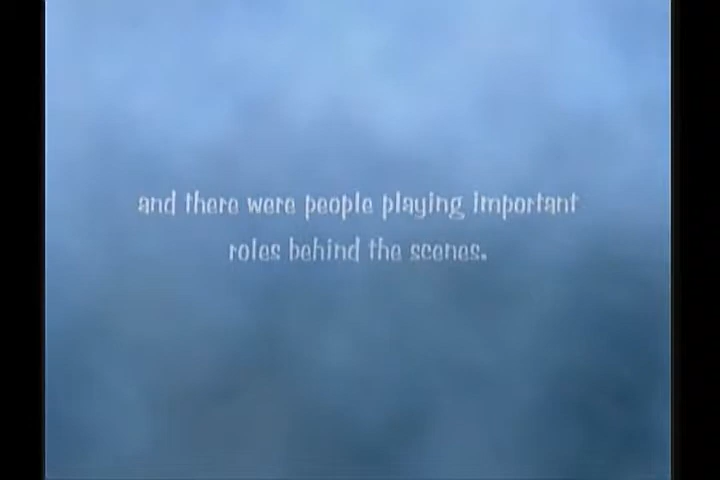 and there were people playing important
roles behind the scenes.